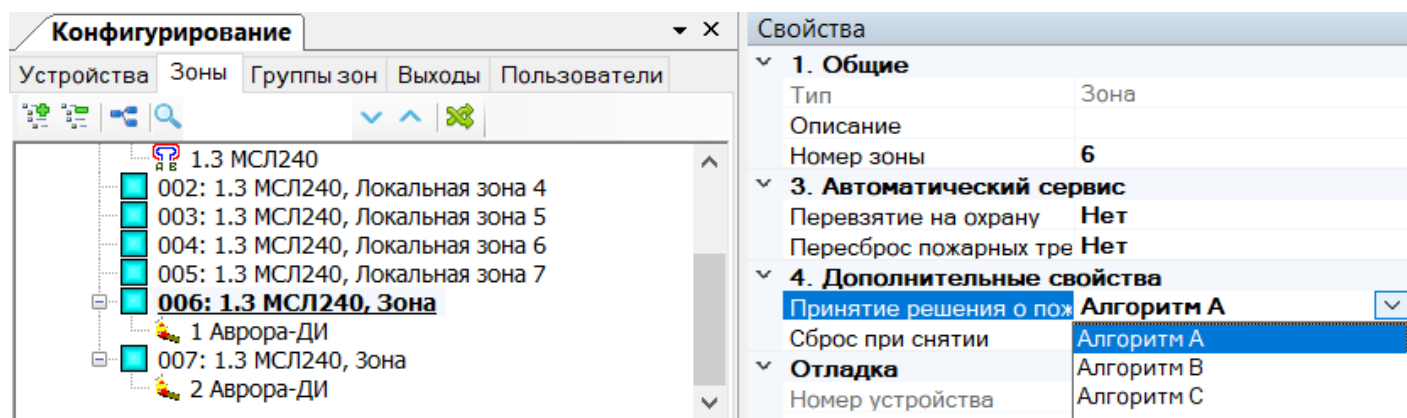 Конфигурирование
Устройства Зоны Группы зон Выходы Пользователи
1.3 МСЛ240
002: 1.3 МСЛ240, Локальная зона 4
003: 1.3 МСЛ240, Локальная зона 5
004: 1.3 МСЛ240, Локальная зона 6
005: 1.3 МСЛ240, Локальная зона 7
006: 1.3 МСЛ240, Зона
1 Аврора-ДИ
007: 1.3 МСЛ240, Зона
2 Аврора-ДИ
Свойства
1. Общие
Тип Зона
Описание
Номер зоны 6
3. Автоматический сервис
Перевзятие на охрану Нет
Пересброс пожарных тре Нет
4. Дополнительные свойства
Принятие решения о пож Алгоритм А
Сброс при снятии Алгоритм А
Отладка Алгоритм В
Номер устройства Алгоритм С